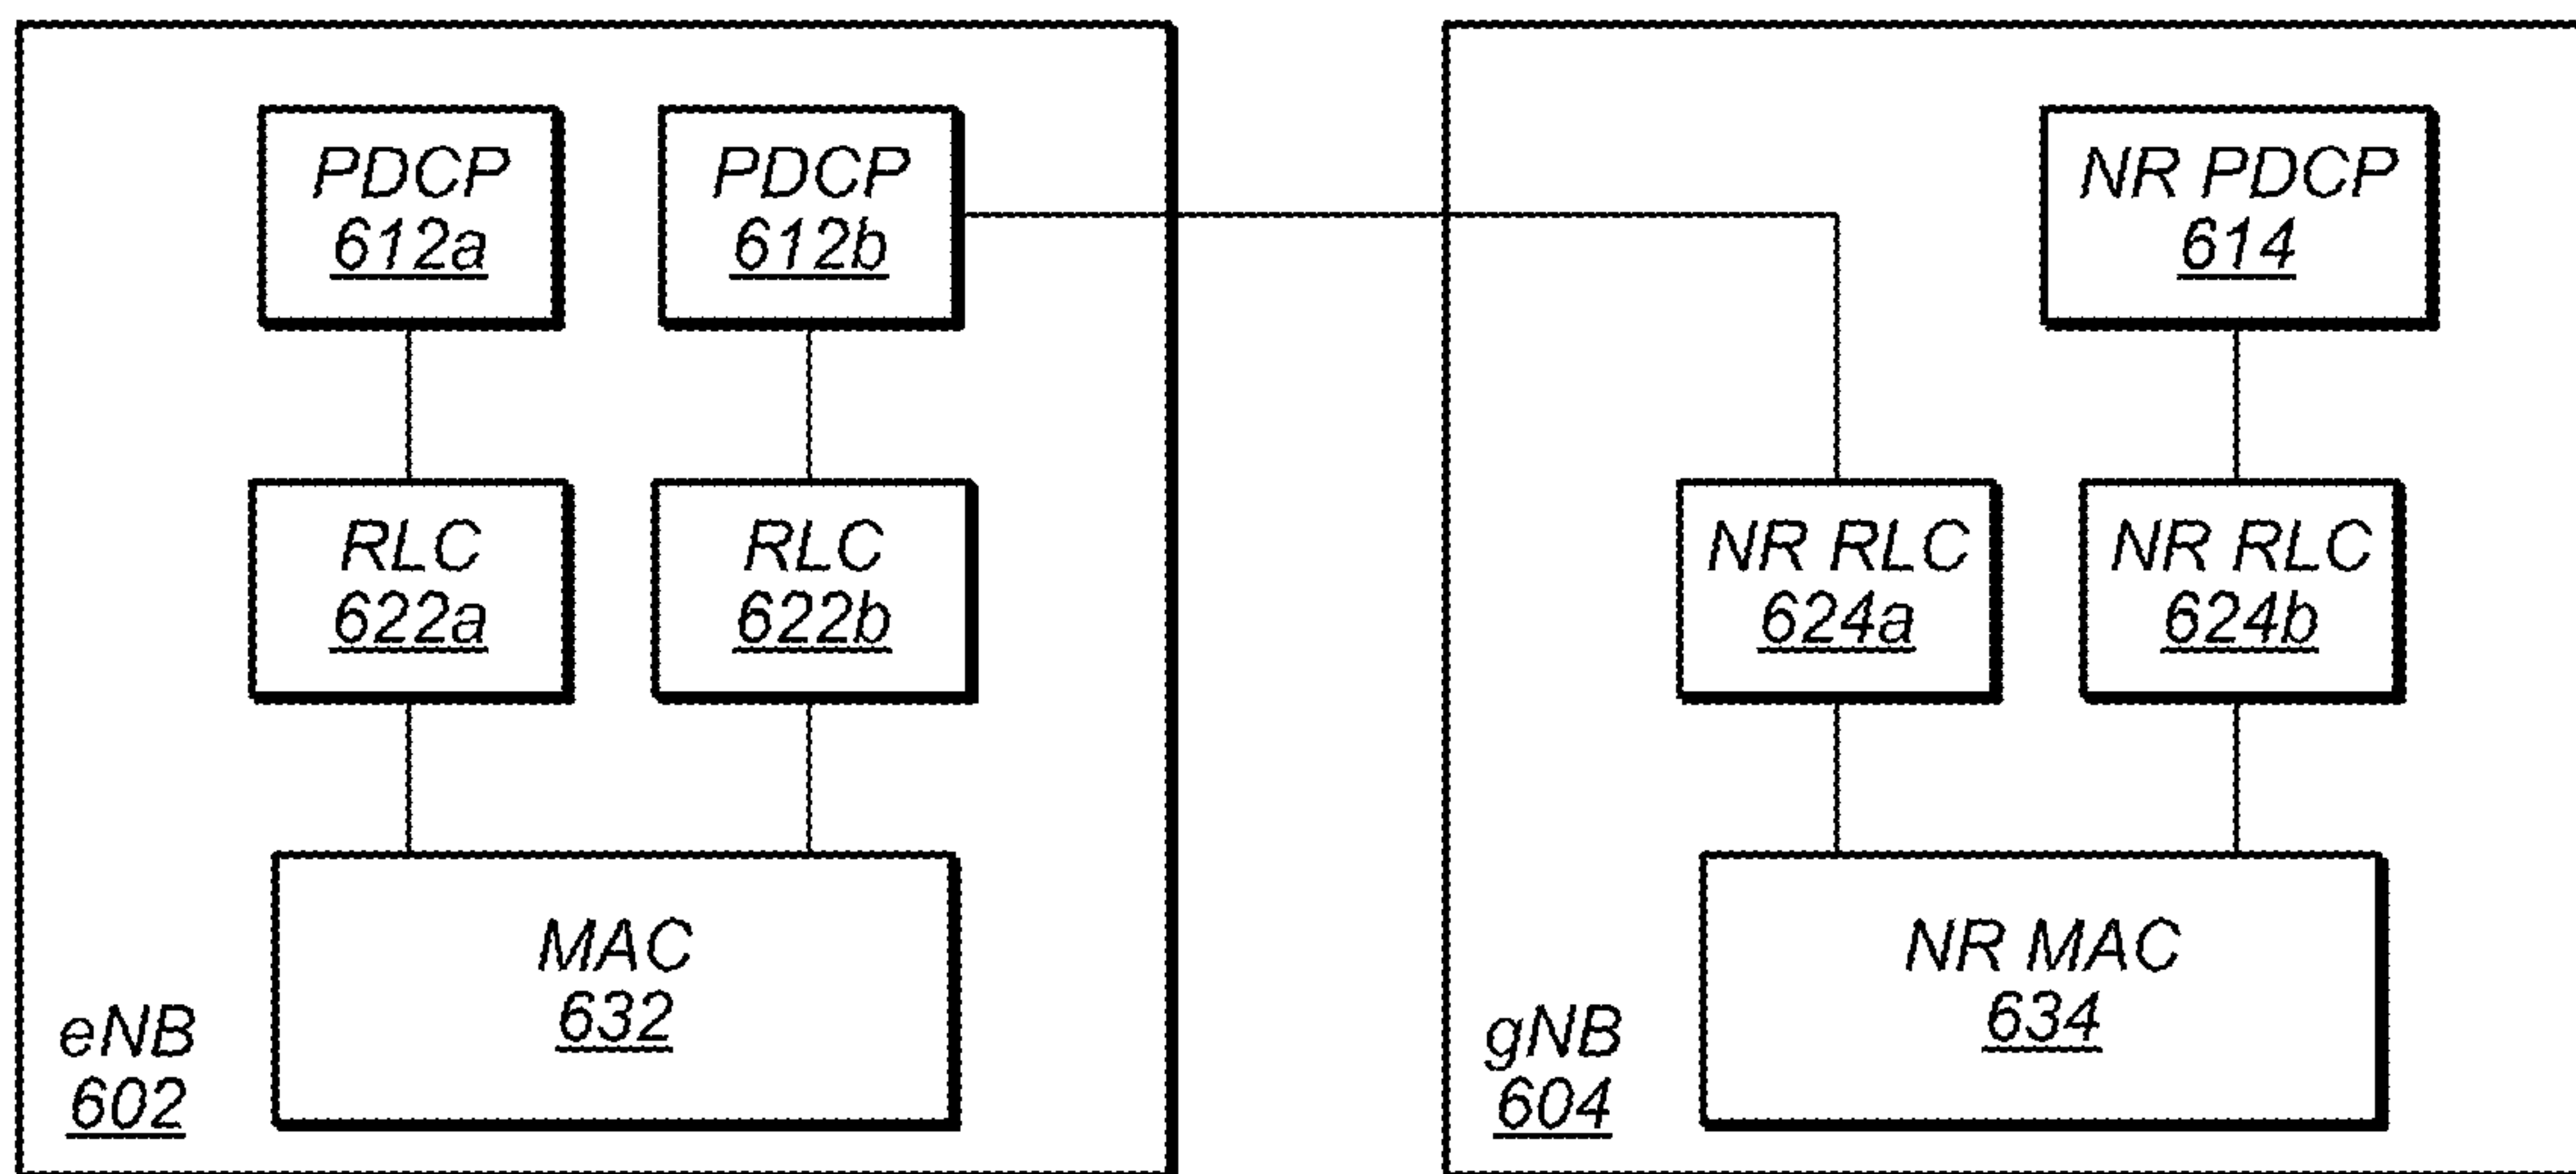 PDCP
612a
PDCP
612b
RLC
622a
RLC
622b
MAC
632
eNB
602
NR PDCP
614
NR RLC
624a
NR RLC
624b
NR MAC
634
gNB
604